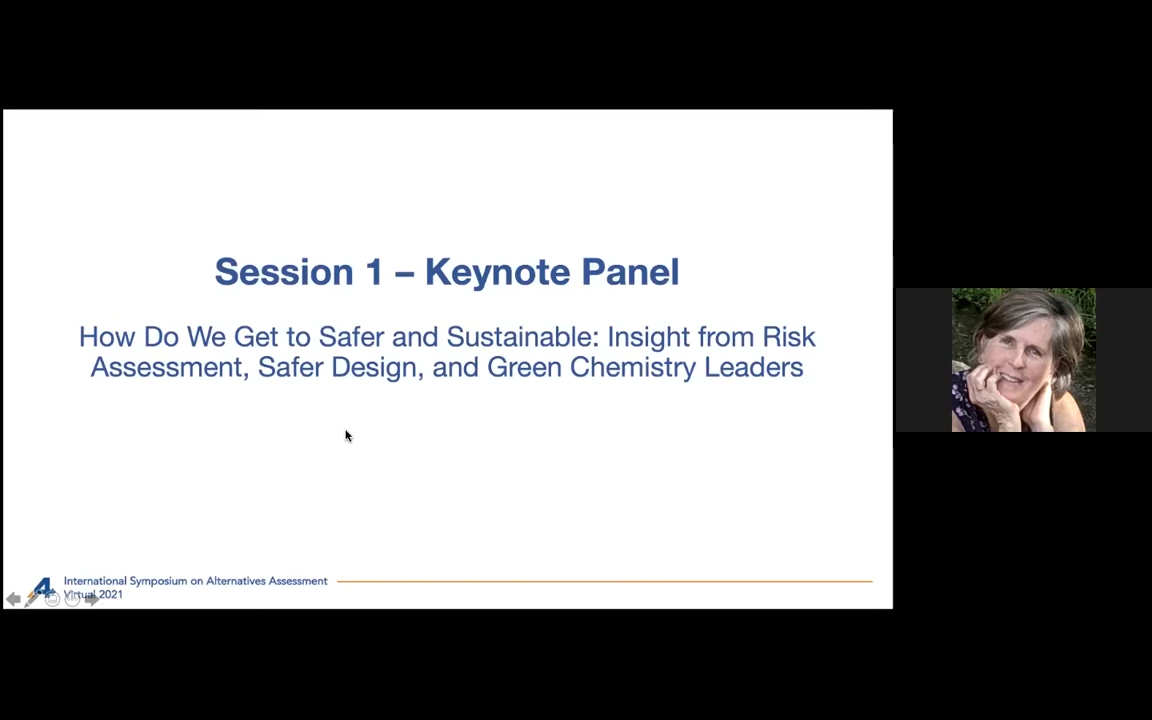 Session 1 – Keynote Panel
How Do We Get to Safer and Sustainable: Insight from Risk
Assessment, Safer Design, and Green Chemistry Leaders
International Symposium on Alternatives Assessment
Virtual 2021